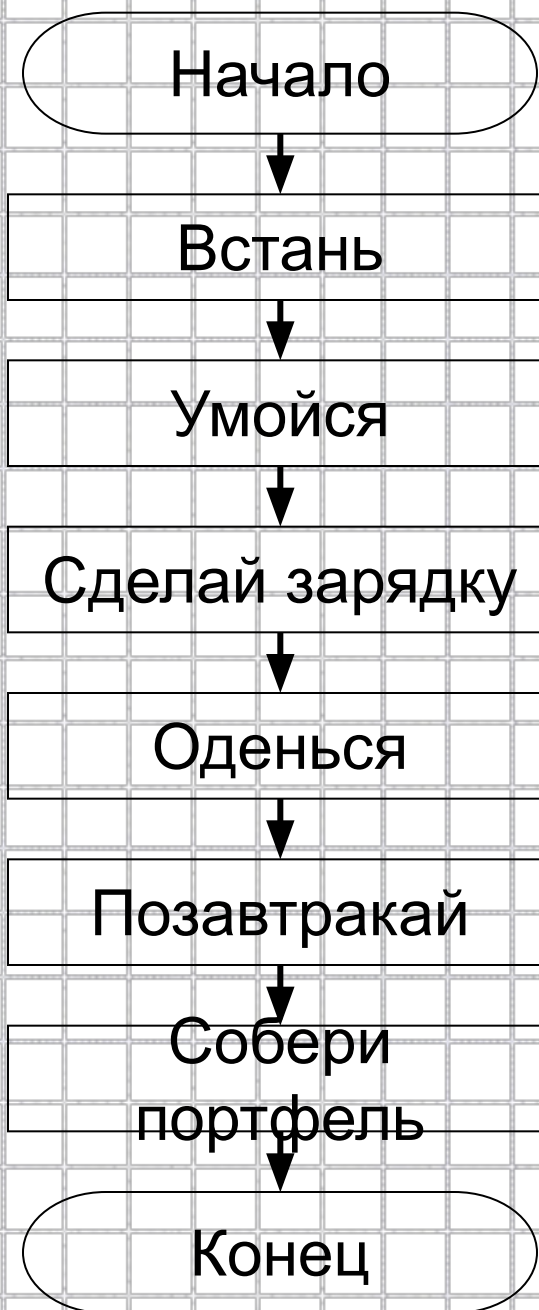 Начало
Встань
Умойся
Сделай зарядку
Оденься
Позавтракай
Собери
портфель
Конец